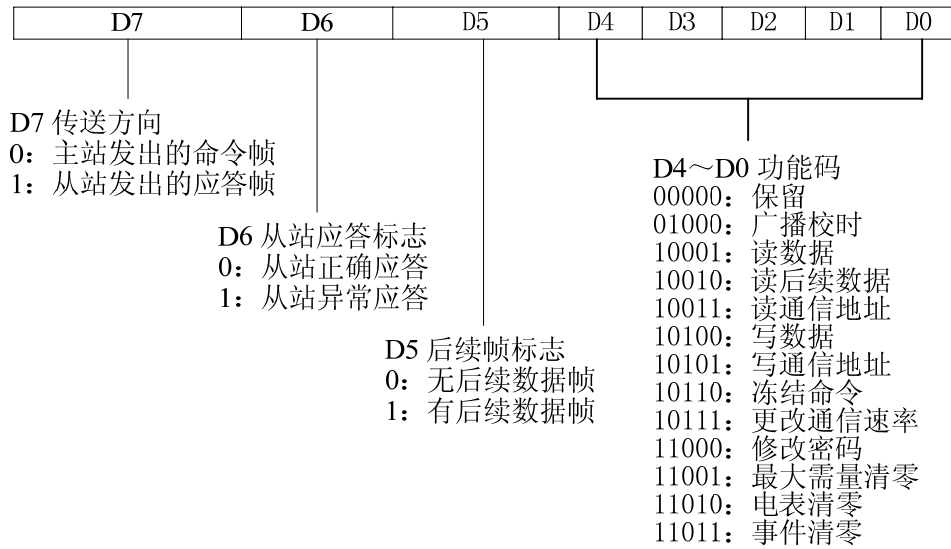 D7 D6 D5 D4 D3 D2 D1 D0
D7 传送方向
0：主站发出的命令帧
1：从站发出的应答帧
D6 从站应答标志
0：从站正确应答
1：从站异常应答
D5 后续帧标志
0：无后续数据帧
1：有后续数据帧
D4～D0 功能码
00000：保留
01000：广播校时
10001：读数据
10010：读后续数据
10011：读通信地址
10100：写数据
10101：写通信地址
10110：冻结命令
10111：更改通信速率
11000：修改密码
11001：最大需量清零
11010：电表清零
11011：事件清零